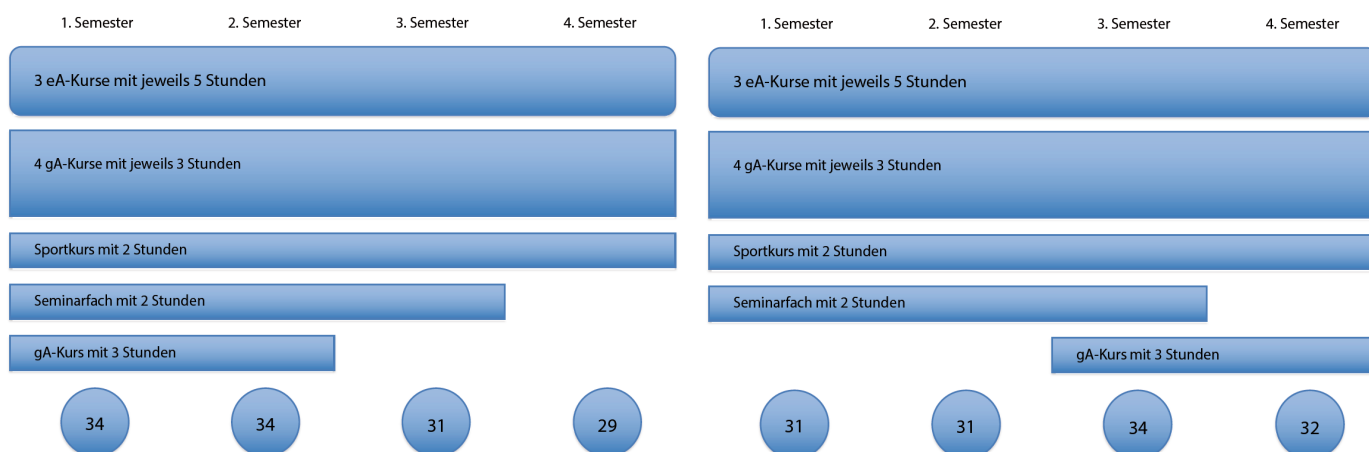 1. Semester 2. Semester 3. Semester 4. Semester
3 eA-Kurse mit jeweils 5 Stunden
4 gA-Kurse mit jeweils 3 Stunden
Sportkurs mit 2 Stunden
Seminarfach mit 2 Stunden
gA-Kurs mit 3 Stunden
34 34 31 29
1. Semester 2. Semester 3. Semester 4. Semester
3 eA-Kurse mit jeweils 5 Stunden
4 gA-Kurse mit jeweils 3 Stunden
Sportkurs mit 2 Stunden
Seminarfach mit 2 Stunden
gA-Kurs mit 3 Stunden
31 31 34 32